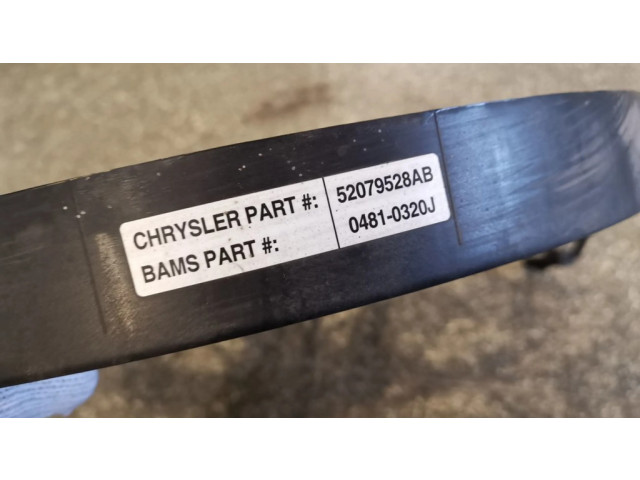 CHRYSLER PART #: 52079528AB
BAMS PART #: 0481-0320J